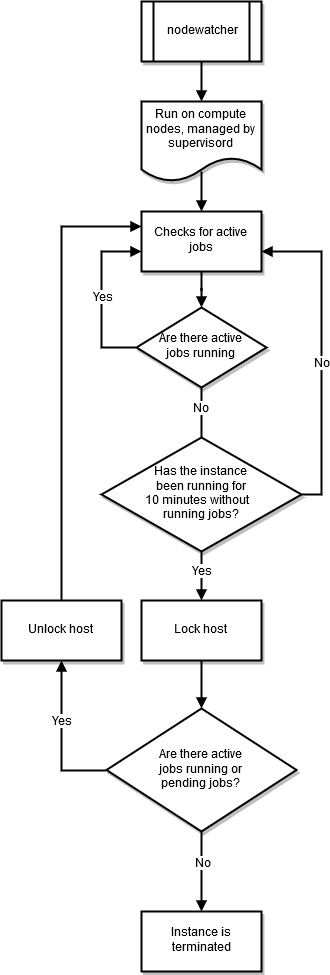 nodewatcher
Run on compute
nodes, managed by
supervisord
Checks for active
jobs
Yes
Are there active
jobs running
No
No
Has the instance
been running for
10 minutes without
running jobs?
Yes
Unlock host
Lock host
Yes
Are there active
jobs running or
pending jobs?
No
Instance is
terminated